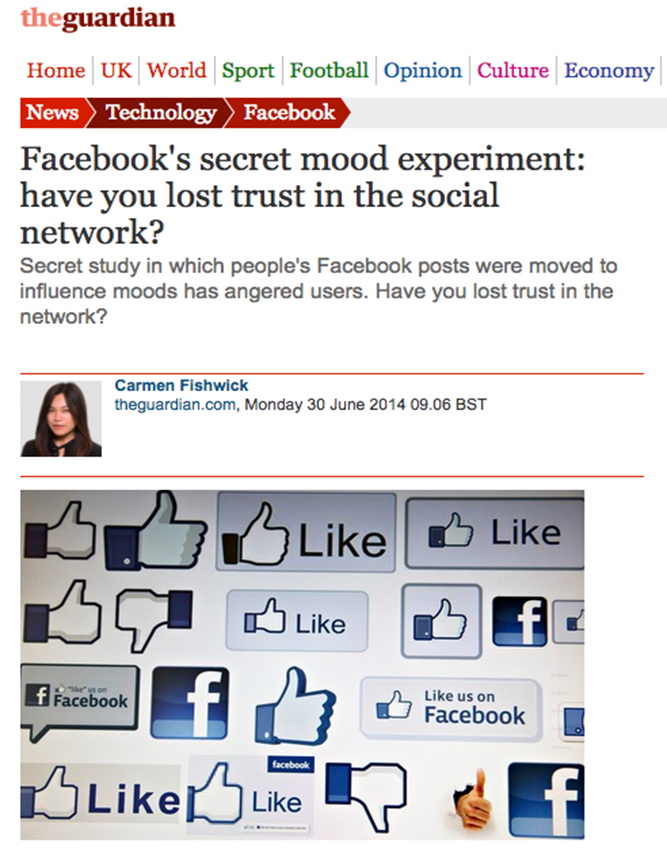 theguardian
Home UK World Sport Football Opinion Culture Economy
News Technology Facebook
Facebook's secret mood experiment:
have you lost trust in the social
network?
Secret study in which people's Facebook posts were moved to
influence moods has angered users. Have you lost trust in the
network?
Carmen Fishwick
theguardian.com, Monday 30 June 2014 09.06 BST
Like
Like
Like
f
f
"like" us on
Facebook
f
Like us on
Facebook
Like
facebook
Like
f